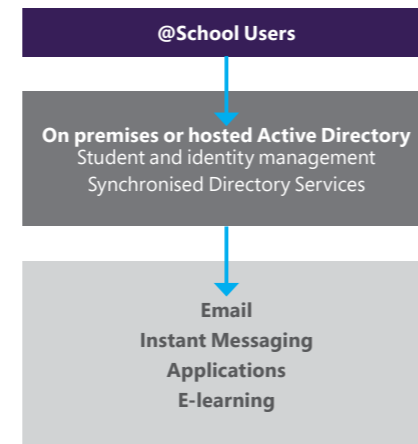 @School Users
On premises or hosted Active Directory
Student and identity management
Synchronised Directory Services
Email
Instant Messaging
Applications
E-learning